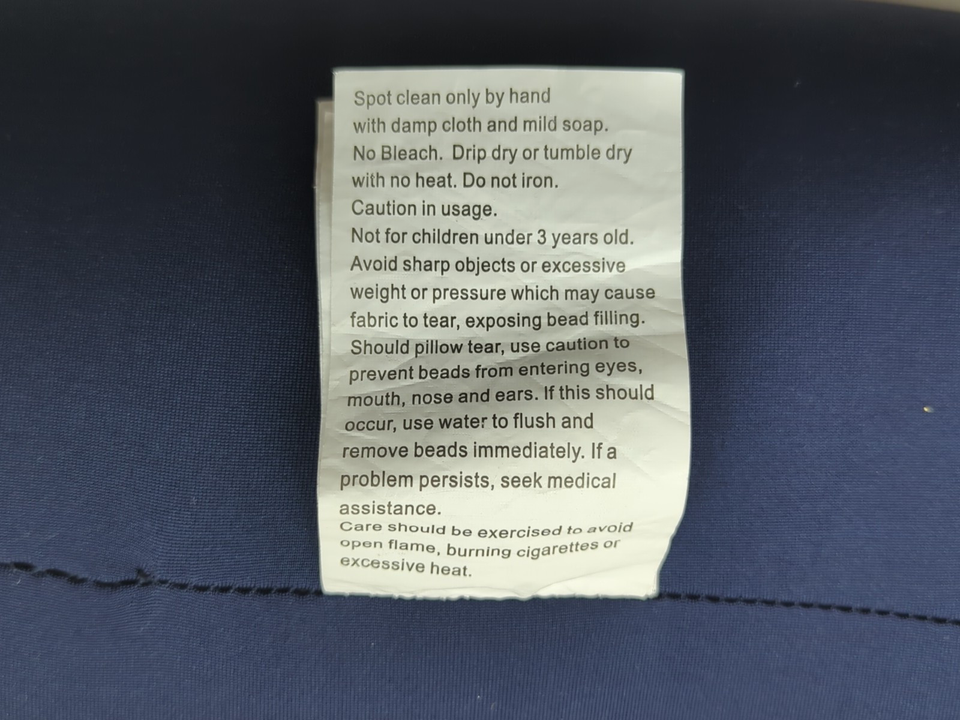 Spot clean only by hand
with damp cloth and mild soap.
No Bleach. Drip dry or tumble dry
with no heat. Do not iron.
Caution in usage.
Not for children under 3 years old.
Avoid sharp objects or excessive
weight or pressure which may cause
fabric to tear, exposing bead filling.
Should pillow tear, use caution to
prevent beads from entering eyes,
mouth, nose and ears. If this should
occur, use water to flush and
remove beads immediately. If a
problem persists, seek medical
assistance.
Care should be exercised to avoid
open flame, burning cigarettes or
excessive heat.